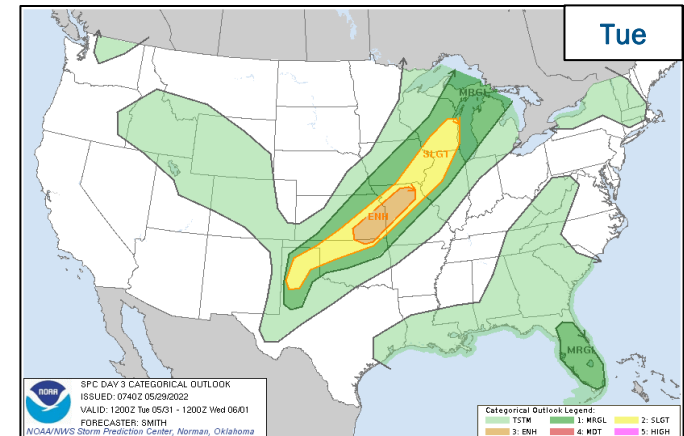 Tue
MRGL
SLGT
ENH
MRGL
NOAA
SPC DAY 3 CATEGORICAL OUTLOOK
ISSUED: 0740Z 05/29/2022
VALID: 1200Z Tue 05/31 - 1200Z Wed 06/01
FORECASTER: SMITH
NOAA/NWS Storm Prediction Center, Norman, Oklahoma
Categorical Outlook Legend:
TSTM 1: MRGL 2: SLGT
3: ENH 4: MDT 5: HIGH